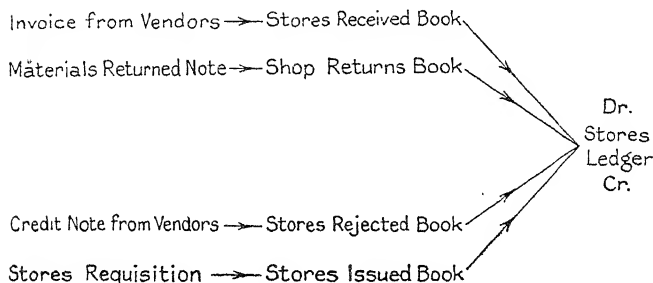 Invoice from Vendors Stores Received Book
Materials Returned Note Shop Returns Book
Dr.
Stores
Ledger
Cr.
Credit Note from Vendors Stores Rejected Book
Stores Requisition Stores Issued Book